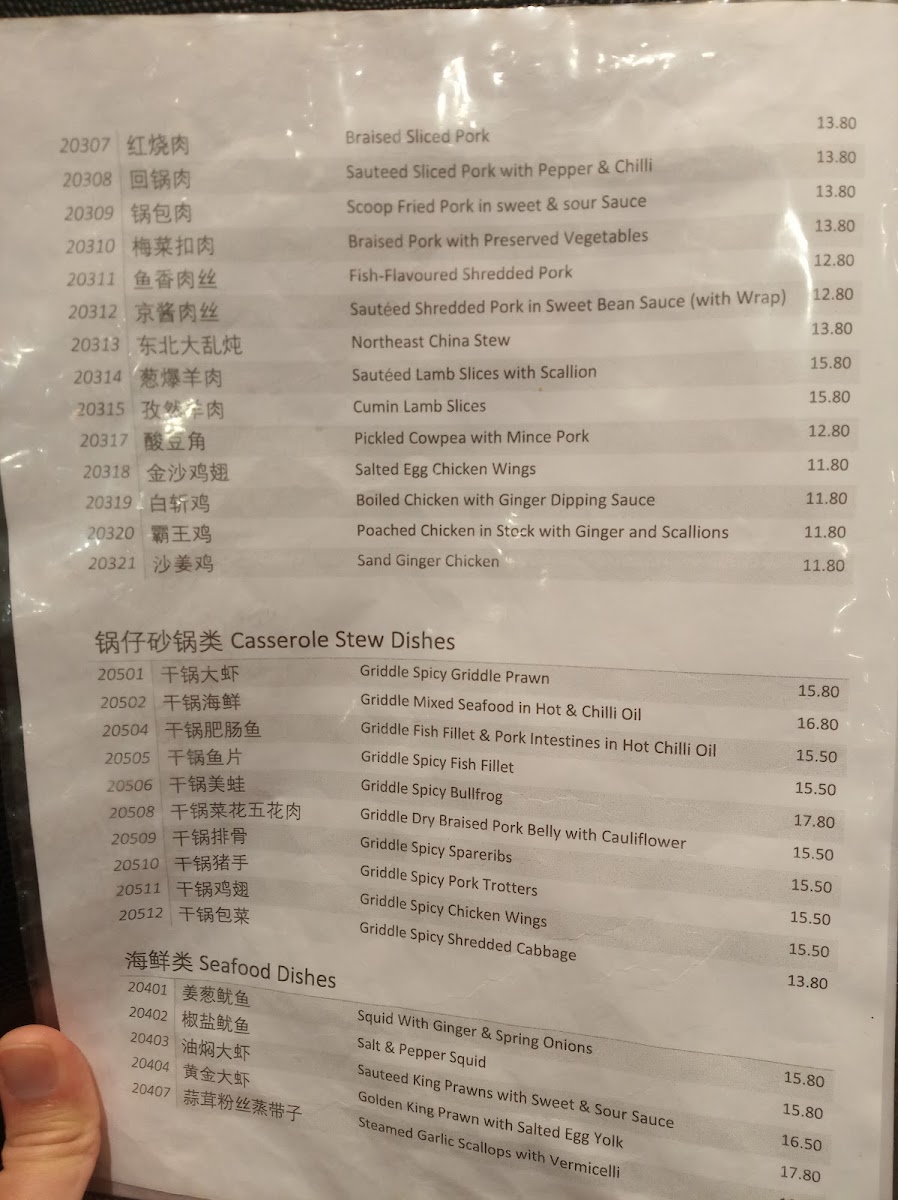 20307 红烧肉 Braised Sliced Pork 13.80
20308 回锅肉 Sauteed Sliced Pork with Pepper & Chilli 13.80
20309 锅包肉 Scoop Fried Pork in sweet & sour Sauce 13.80
20310 梅菜扣肉 Braised Pork with Preserved Vegetables 13.80
20311 鱼香肉丝 Fish-Flavoured Shredded Pork 12.80
20312 京酱肉丝 Sautéed Shredded Pork in Sweet Bean Sauce (with Wrap) 12.80
20313 东北大乱炖 Northeast China Stew 13.80
20314 葱爆羊肉 Sautéed Lamb Slices with Scallion 15.80
20315 孜然羊肉 Cumin Lamb Slices 15.80
20317 酸豆角 Pickled Cowpea with Mince Pork 12.80
20318 金沙鸡翅 Salted Egg Chicken Wings 11.80
20319 白斩鸡 Boiled Chicken with Ginger Dipping Sauce 11.80
20320 霸王鸡 Poached Chicken in Stock with Ginger and Scallions 11.80
20321 沙姜鸡 Sand Ginger Chicken 11.80
锅仔砂锅类 Casserole Stew Dishes
20501 干锅大虾 Griddle Spicy Griddle Prawn 15.80
20502 干锅海鲜 Griddle Mixed Seafood in Hot & Chilli Oil 16.80
20504 干锅肥肠鱼 Griddle Fish Fillet & Pork Intestines in Hot Chilli Oil 15.50
20505 干锅鱼片 Griddle Spicy Fish Fillet 15.50
20506 干锅美蛙 Griddle Spicy Bullfrog 17.80
20508 干锅菜花五花肉 Griddle Dry Braised Pork Belly with Cauliflower 15.50
20509 干锅排骨 Griddle Spicy Spareribs 15.50
20510 干锅猪手 Griddle Spicy Pork Trotters 15.50
20511 干锅鸡翅 Griddle Spicy Chicken Wings 15.50
20512 干锅包菜 Griddle Spicy Shredded Cabbage 13.80
海鲜类 Seafood Dishes
20401 姜葱鱿鱼 Squid With Ginger & Spring Onions 15.80
20402 椒盐鱿鱼 Salt & Pepper Squid 15.80
20403 油焖大虾 Sauteed King Prawns with Sweet & Sour Sauce 16.50
20404 黄金大虾 Golden King Prawn with Salted Egg Yolk 17.80
20407 蒜茸粉丝蒸带子 Steamed Garlic Scallops with Vermicelli